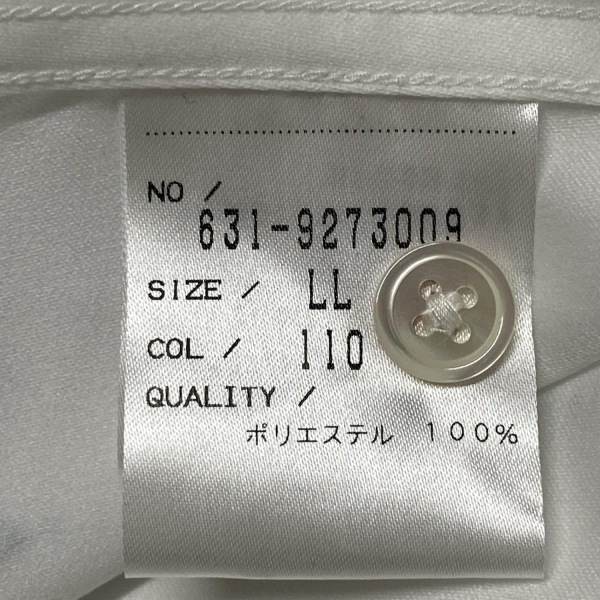 NO /
631-9273009
SIZE / LL
COL / 110
QUALITY /
ポリエステル 100%